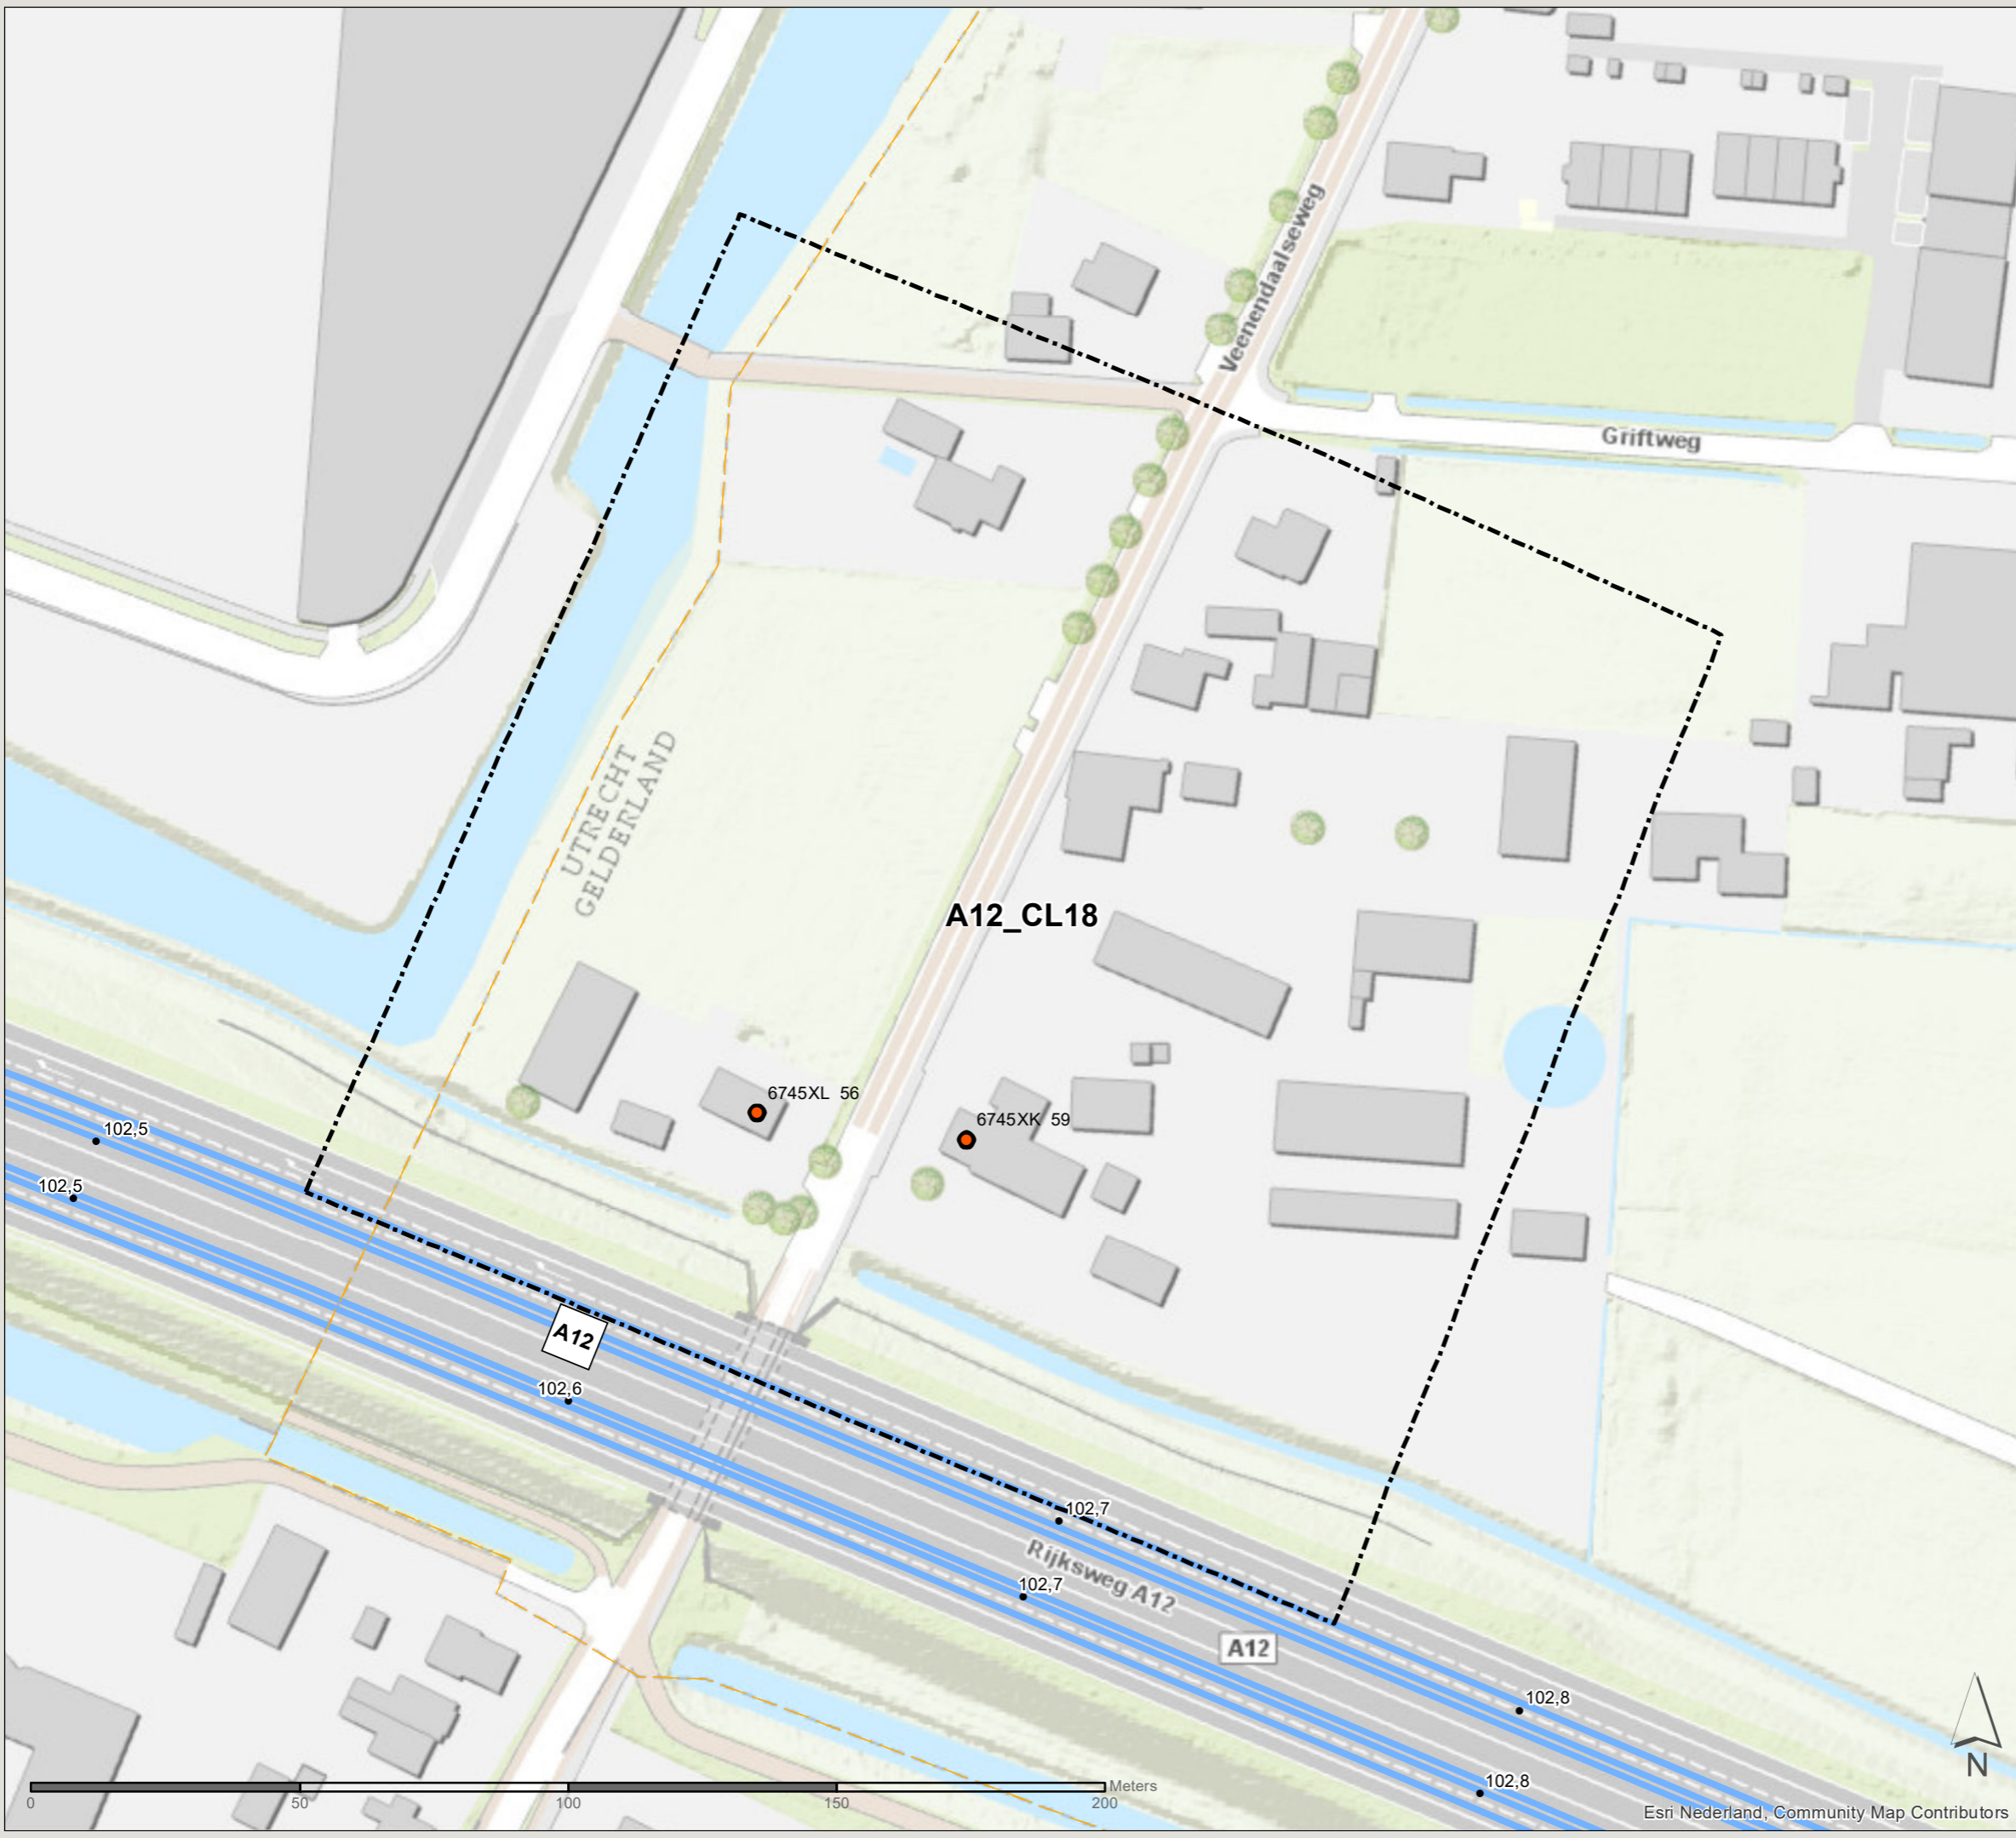 Veenendaalseweg
Griftweg
UTRECHT
GELDERLAND
A12_CL18
6745XL 56
6745XK 59
102,5
102,5
A12
102,6
102,7
Rijksweg A12
102,7
A12
102,8
102,8
N
Meters
0 50 100 150 200
Esri Nederland, Community Map Contributors